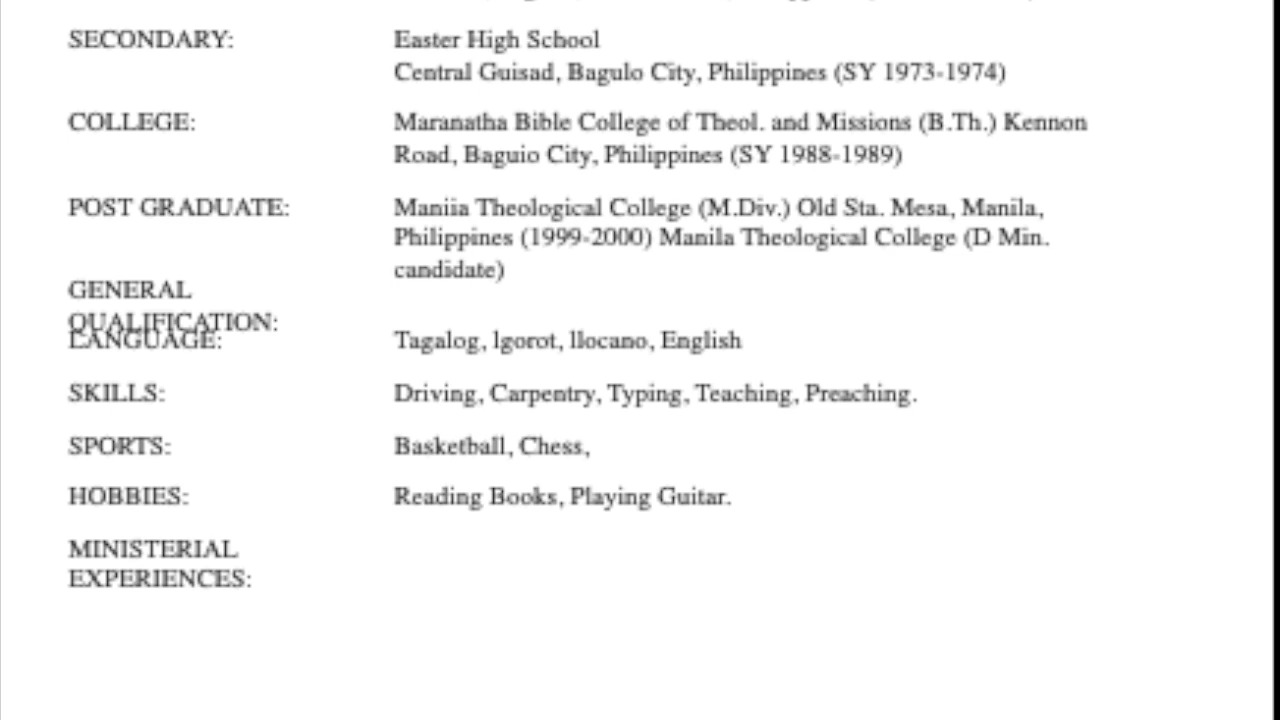 SECONDARY: Easter High School
Central Guisad, Bagulo City, Philippines (SY 1973-1974)
COLLEGE: Maranatha Bible College of Theol. and Missions (B.Th.) Kennon
Road, Baguio City, Philippines (SY 1988-1989)
POST GRADUATE: Maniia Theological College (M.Div.) Old Sta. Mesa, Manila,
Philippines (1999-2000) Manila Theological College (D Min.
candidate)
GENERAL
QUALIFICATION:
LANGUAGE: Tagalog, lgorot, llocano, English
SKILLS: Driving, Carpentry, Typing, Teaching, Preaching.
SPORTS: Basketball, Chess,
HOBBIES: Reading Books, Playing Guitar.
MINISTERIAL
EXPERIENCES: